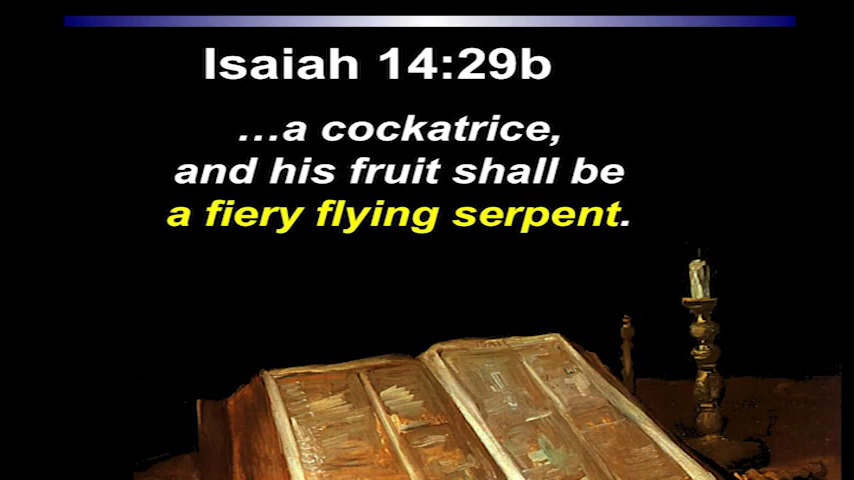 Isaiah 14:29b
…a cockatrice,
and his fruit shall be
a fiery flying serpent.